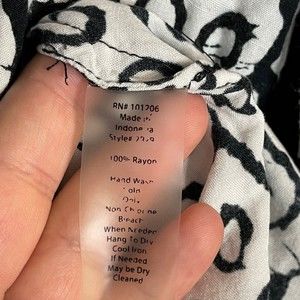 RN# 101206
Made in
Indonesia
Style#
100% Rayon
Hand Wash
Cold
Only
Non Chlorine
Bleach
When Needed
Hang To Dry
Cool Iron
If Needed
May be Dry
Cleaned